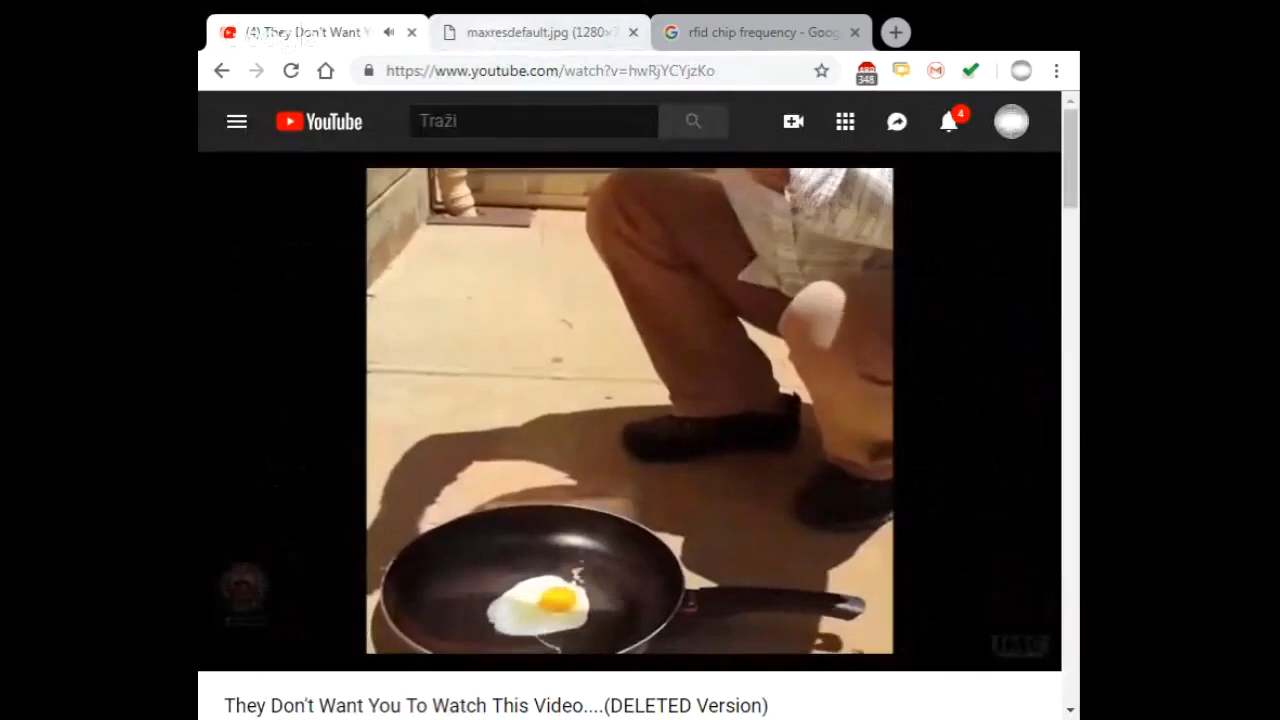 (4) They Don't Want Y
maxresdefault.jpg (1280×7
rfid chip frequency - Goog
https://www.youtube.com/watch?v=hwRjYCYjzKo
348
YouTube
Traži
4
They Don't Want You To Watch This Video....(DELETED Version)